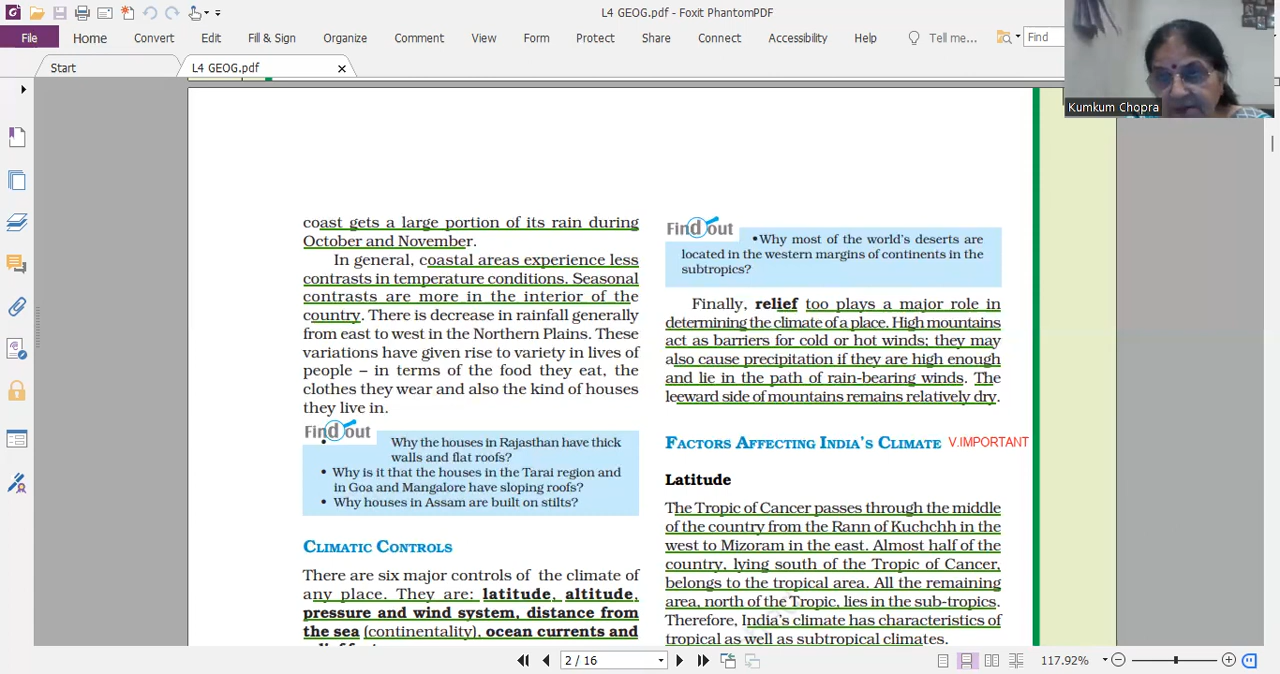 L4 GEOG.pdf - Foxit PhantomPDF
File Home Convert Edit Fill & Sign Organize Comment View Form Protect Share Connect Accessibility Help Tell me... Find
Start L4 GEOG.pdf
Kumkum Chopra
coast gets a large portion of its rain during
October and November.
In general, coastal areas experience less
contrasts in temperature conditions. Seasonal
contrasts are more in the interior of the
country. There is decrease in rainfall generally
from east to west in the Northern Plains. These
variations have given rise to variety in lives of
people – in terms of the food they eat, the
clothes they wear and also the kind of houses
they live in.
Find out
• Why the houses in Rajasthan have thick
walls and flat roofs?
• Why is it that the houses in the Tarai region and
in Goa and Mangalore have sloping roofs?
• Why houses in Assam are built on stilts?
CLIMATIC CONTROLS
There are six major controls of the climate of
any place. They are: latitude, altitude,
pressure and wind system, distance from
the sea (continentality), ocean currents and
Find out
•Why most of the world's deserts are
located in the western margins of continents in the
subtropics?
Finally, relief too plays a major role in
determining the climate of a place. High mountains
act as barriers for cold or hot winds; they may
also cause precipitation if they are high enough
and lie in the path of rain-bearing winds. The
leeward side of mountains remains relatively dry.
FACTORS AFFECTING INDIA'S CLIMATE V.IMPORTANT
Latitude
The Tropic of Cancer passes through the middle
of the country from the Rann of Kuchchh in the
west to Mizoram in the east. Almost half of the
country, lying south of the Tropic of Cancer,
belongs to the tropical area. All the remaining
area, north of the Tropic, lies in the sub-tropics.
Therefore, India's climate has characteristics of
tropical as well as subtropical climates.
2 / 16
117.92%